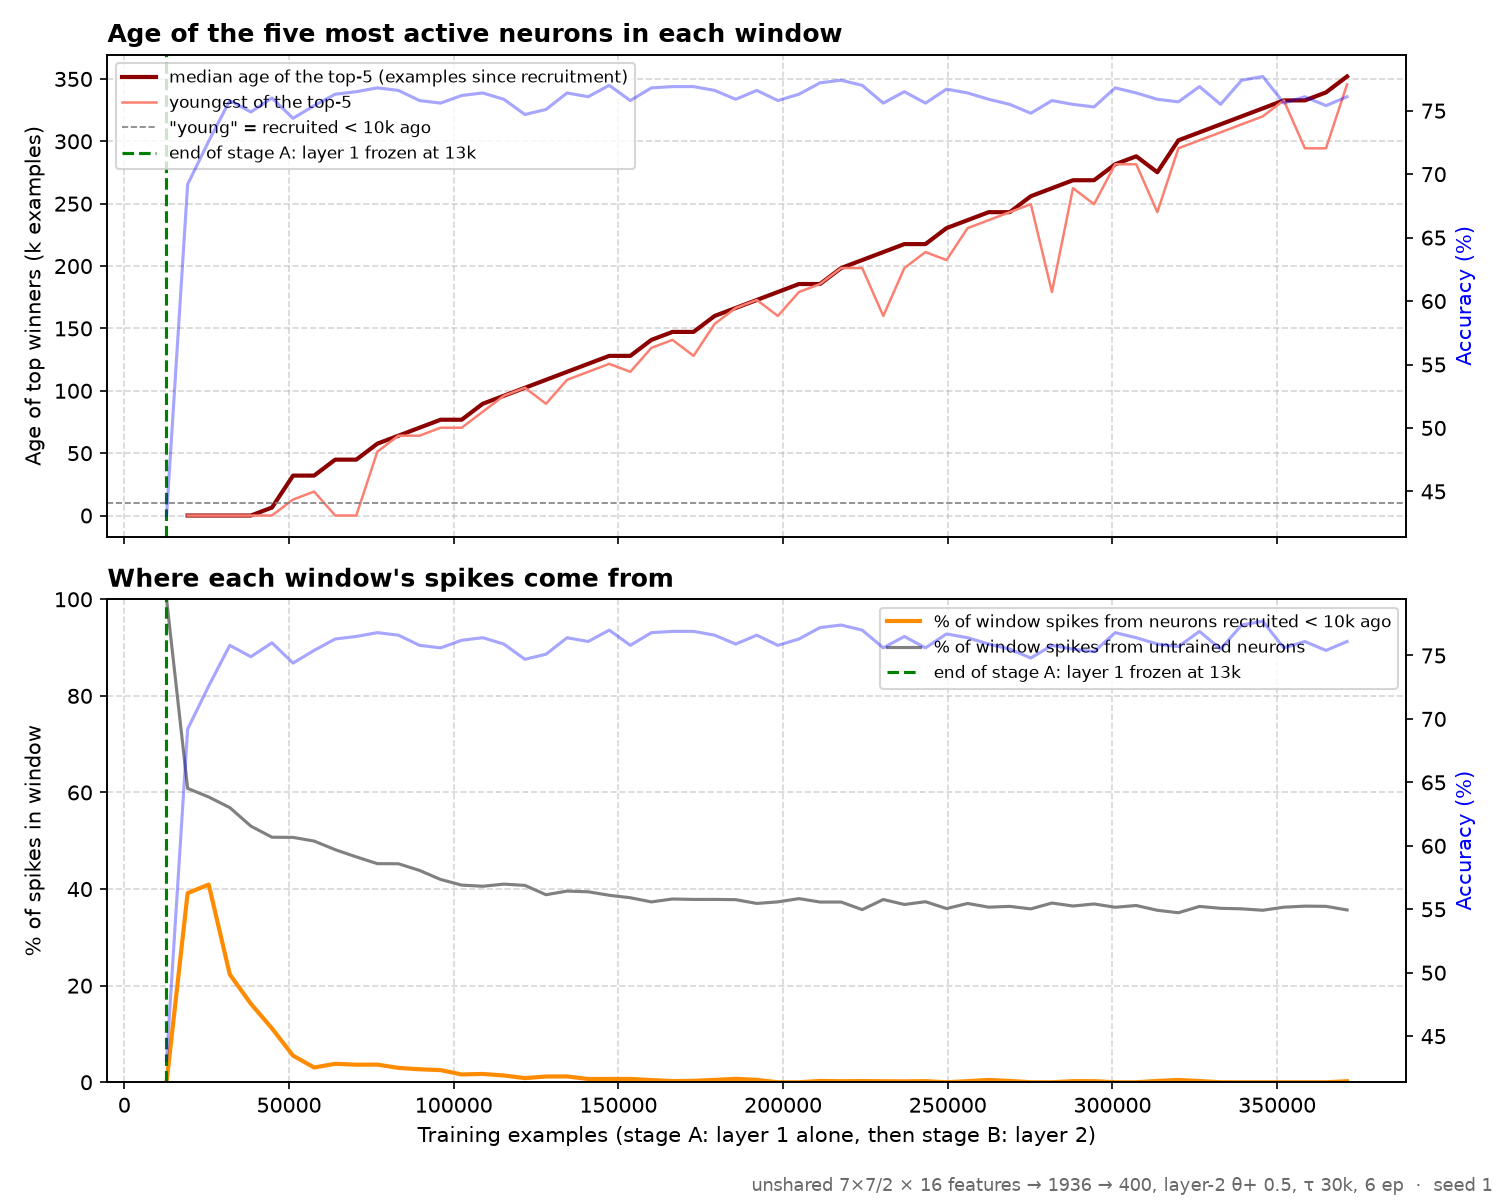 Age of the five most active neurons in each window
median age of the top-5 (examples since recruitment)
youngest of the top-5
"young" = recruited < 10k ago
end of stage A: layer 1 frozen at 13k
Age of top winners (k examples)
350
300
250
200
150
100
50
0
75
70
65
60
55
50
45
Accuracy (%)
Where each window's spikes come from
% of window spikes from neurons recruited < 10k ago
% of window spikes from untrained neurons
end of stage A: layer 1 frozen at 13k
% of spikes in window
100
80
60
40
20
0
75
70
65
60
55
50
45
Accuracy (%)
0 50000 100000 150000 200000 250000 300000 350000
Training examples (stage A: layer 1 alone, then stage B: layer 2)
unshared 7×7/2 × 16 features → 1936 → 400, layer-2 θ+ 0.5, τ 30k, 6 ep · seed 1